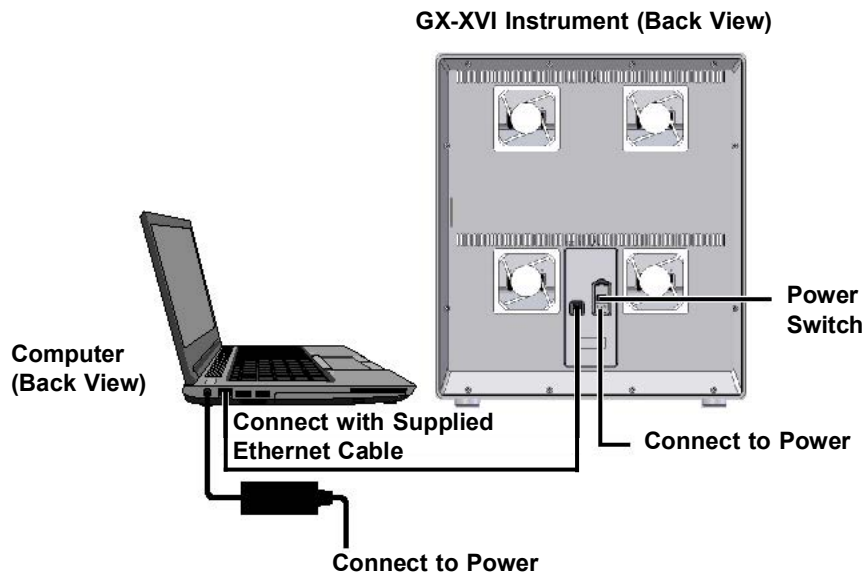 GX-XVI Instrument (Back View)
Power
Switch
Computer
(Back View)
Connect with Supplied
Ethernet Cable
Connect to Power
Connect to Power